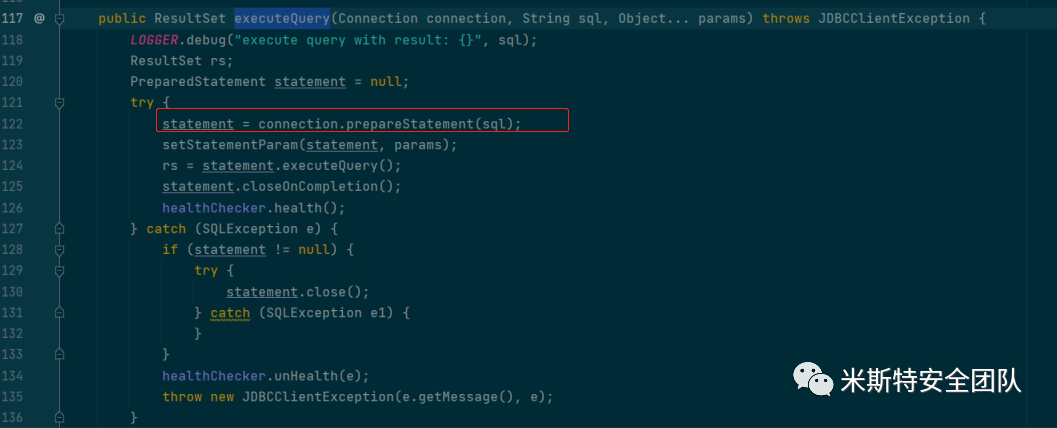 117 @ public ResultSet executeQuery(Connection connection, String sql, Object... params) throws JDBCClientException {
118 LOGGER.debug("execute query with result: {}", sql);
119 ResultSet rs;
120 PreparedStatement statement = null;
121 try {
122 statement = connection.prepareStatement(sql);
123 setStatementParam(statement, params);
124 rs = statement.executeQuery();
125 statement.closeOnCompletion();
126 healthChecker.health();
127 } catch (SQLException e) {
128 if (statement != null) {
129 try {
130 statement.close();
131 } catch (SQLException e1) {
132 }
133 }
134 healthChecker.unHealth(e);
135 throw new JDBCClientException(e.getMessage(), e);
136 }
米斯特安全团队